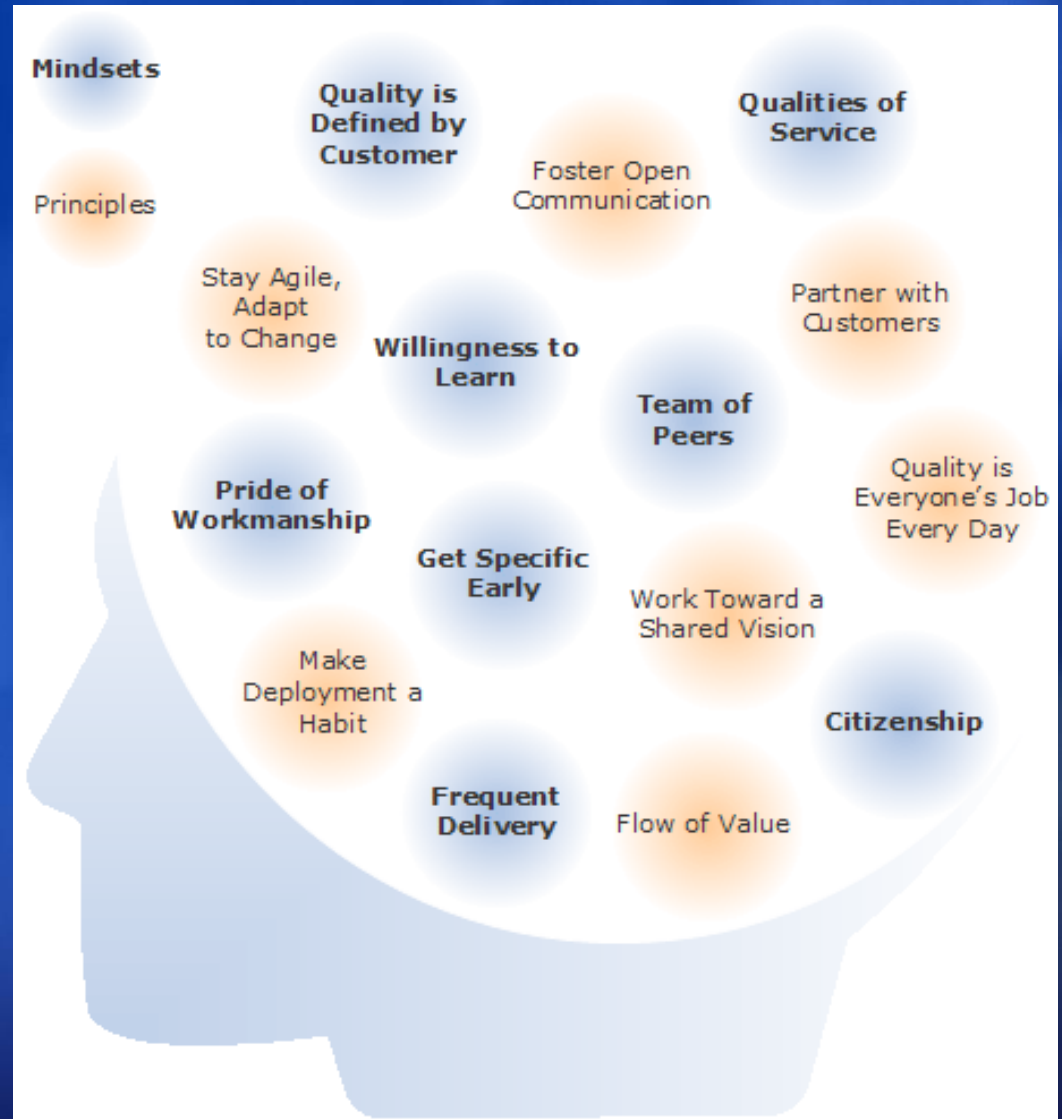 Mindsets
Principles
Quality is
Defined by
Customer
Foster Open
Communication
Qualities of
Service
Stay Agile,
Adapt
to Change
Willingness to
Learn
Partner with
Customers
Team of
Peers
Pride of
Workmanship
Get Specific
Early
Quality is
Everyone’s Job
Every Day
Work Toward a
Shared Vision
Make
Deployment a
Habit
Citizenship
Frequent
Delivery
Flow of Value